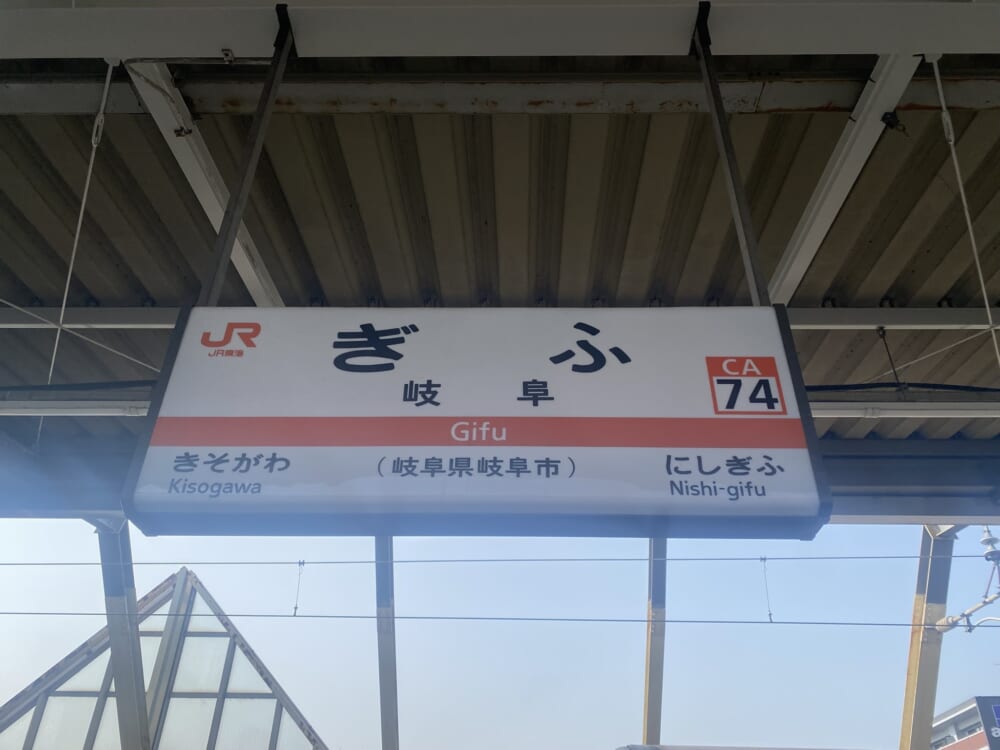 JR
JR東海
ぎふ
岐阜
CA
74
Gifu
きそがわ
Kisogawa
（岐阜県岐阜市）
にしぎふ
Nishi-gifu